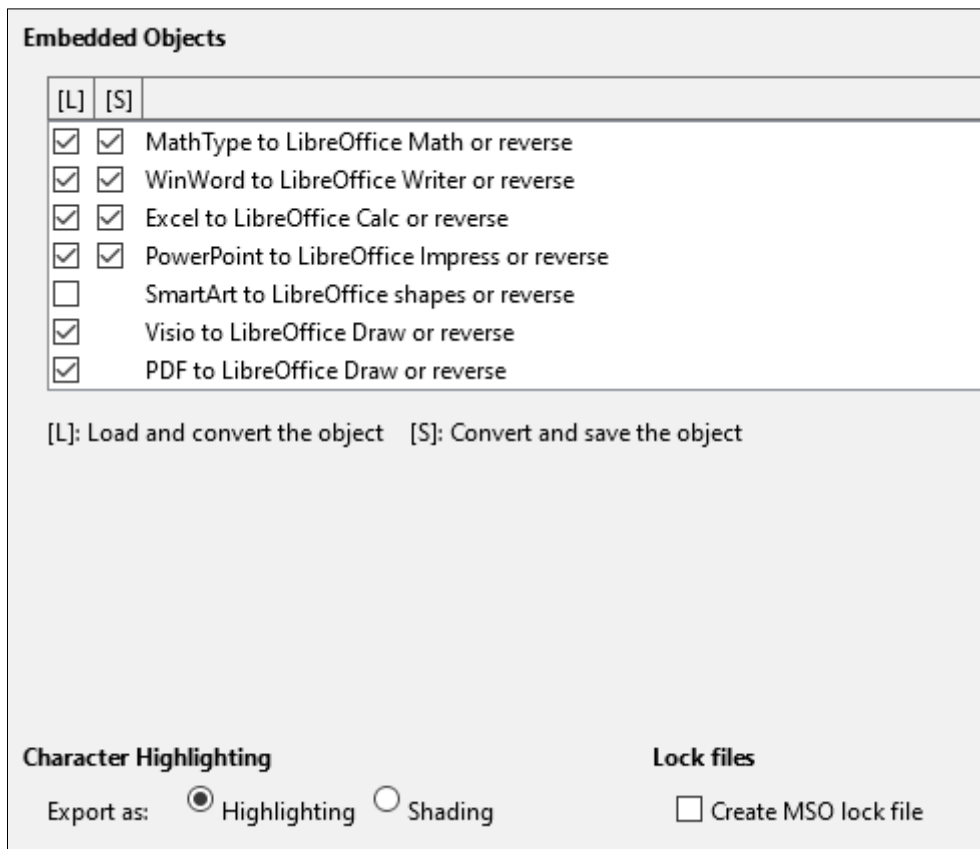 Embedded Objects
[L] [S]
MathType to LibreOffice Math or reverse
WinWord to LibreOffice Writer or reverse
Excel to LibreOffice Calc or reverse
PowerPoint to LibreOffice Impress or reverse
SmartArt to LibreOffice shapes or reverse
Visio to LibreOffice Draw or reverse
PDF to LibreOffice Draw or reverse
[L]: Load and convert the object [S]: Convert and save the object
Character Highlighting Lock files
Export as: Highlighting Shading Create MSO lock file